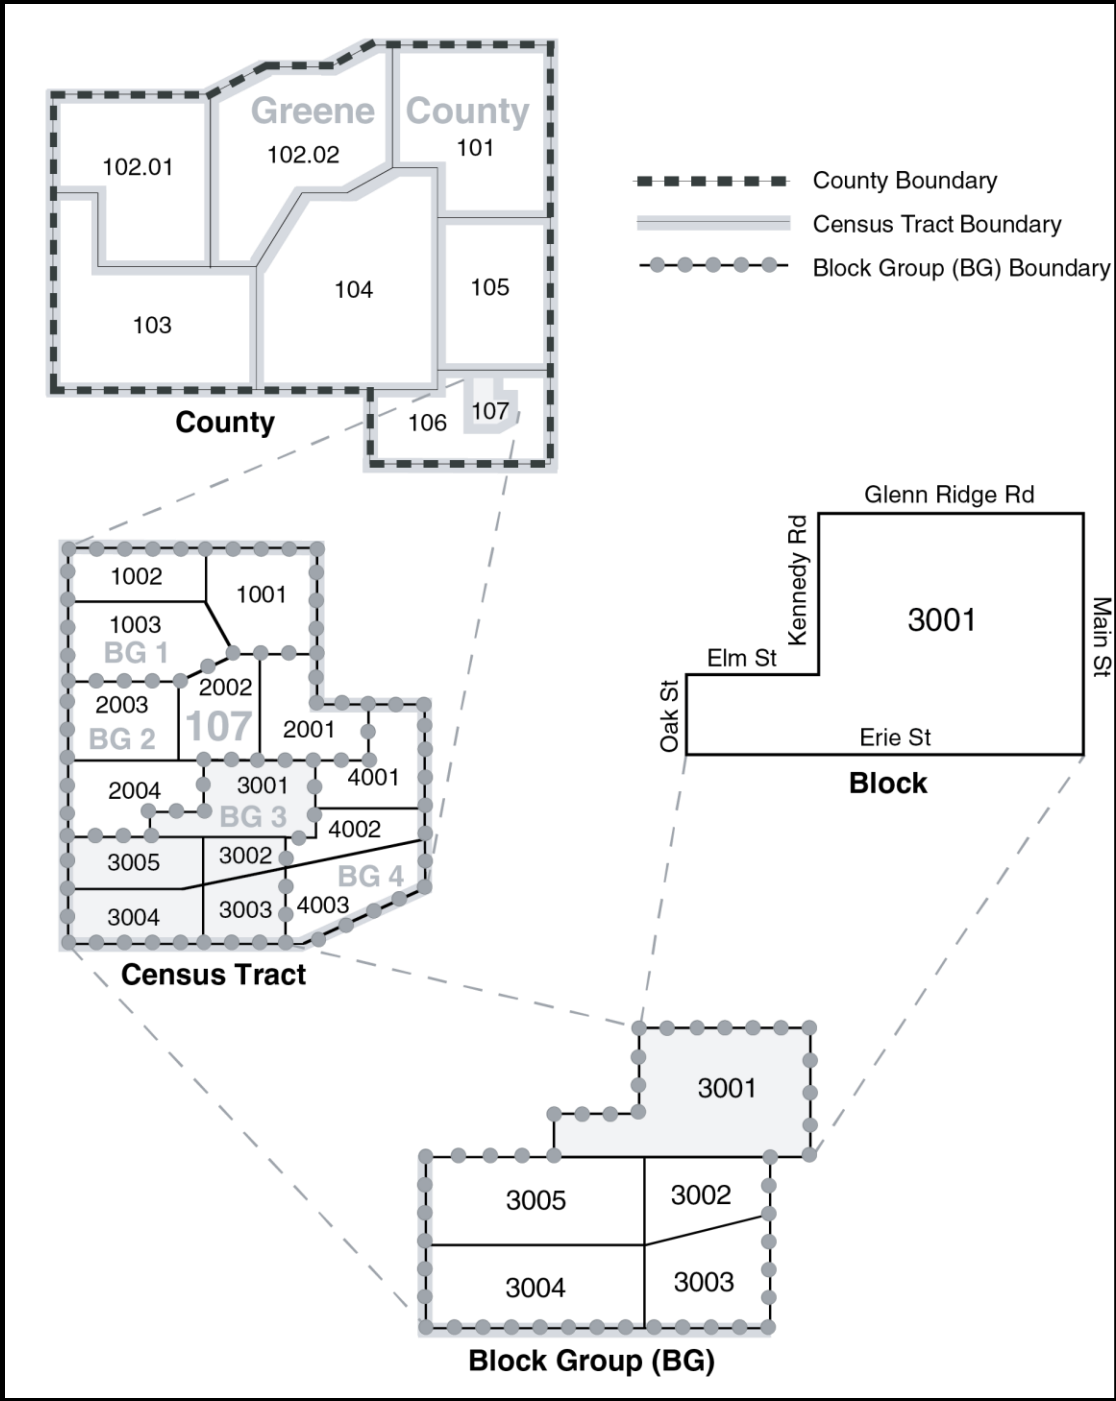 Greene County
102.01
102.02
101
103
104
105
106
107
County
County Boundary
Census Tract Boundary
Block Group (BG) Boundary
1002
1001
1003
BG 1
2003
2002
BG 2
107
2001
2004
3001
4001
BG 3
4002
3005
3002
BG 4
3004
3003
4003
Census Tract
Glenn Ridge Rd
Kennedy Rd
3001
Main St
Elm St
Oak St
Erie St
Block
3001
3005
3002
3004
3003
Block Group (BG)